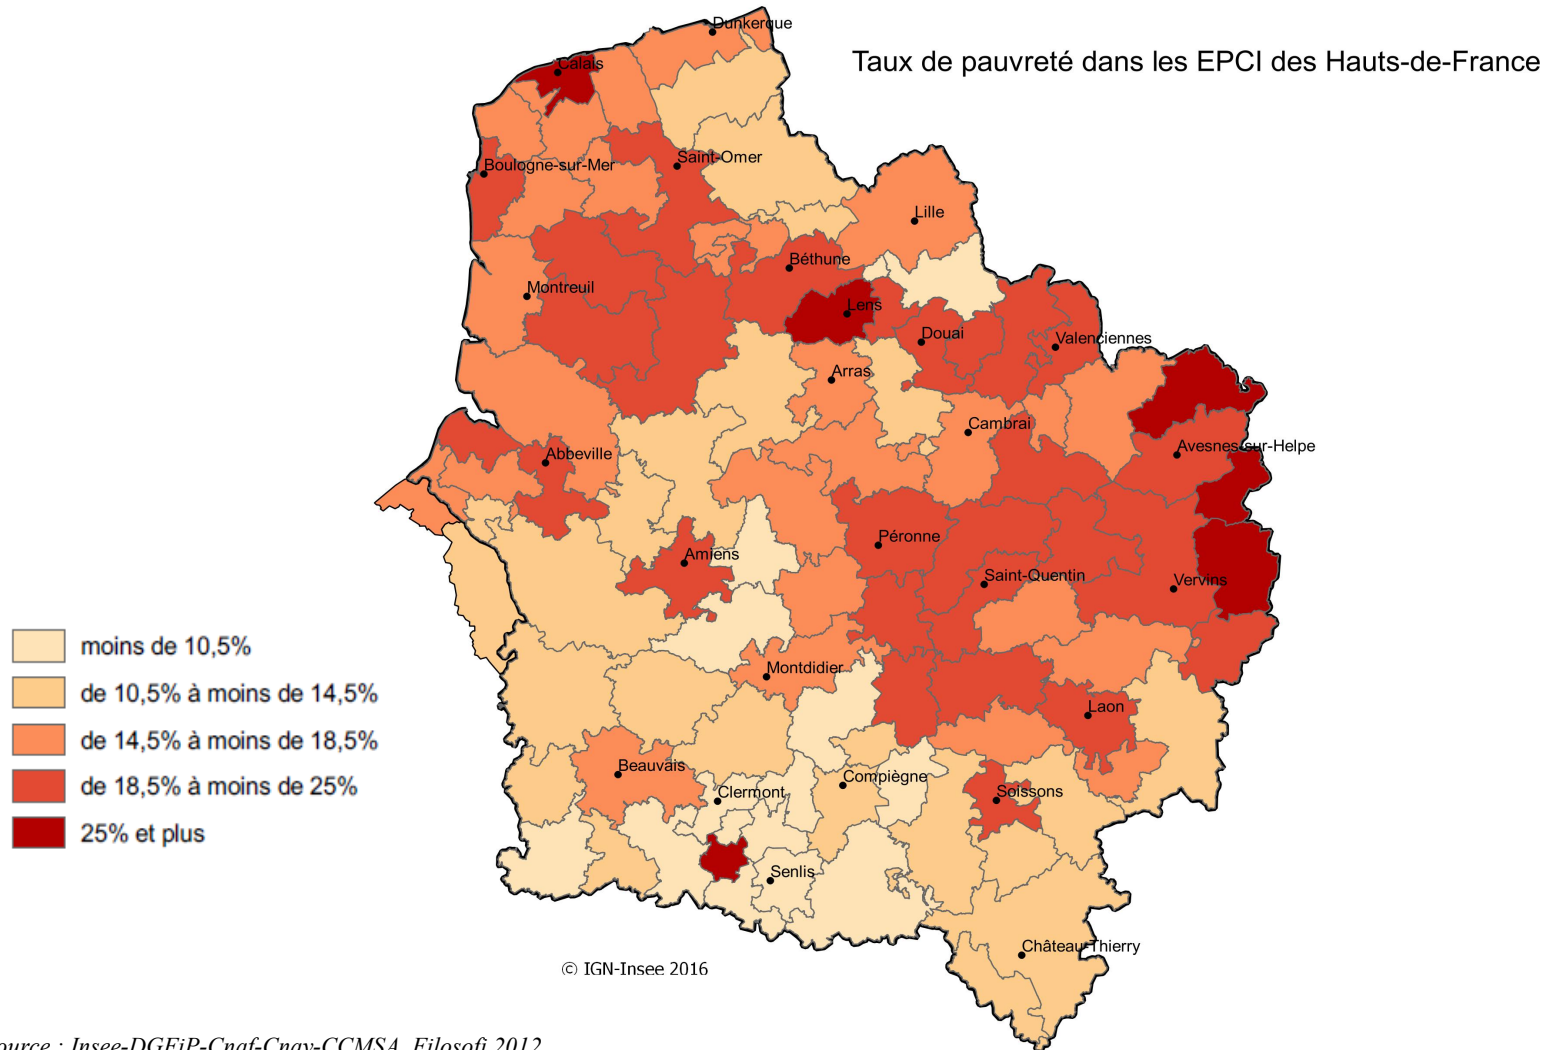 Dunkerque
Taux de pauvreté dans les EPCI des Hauts-de-France
Calais
Saint-Omer
Boulogne-sur-Mer
Lille
Béthune
Montreuil
Lens
Douai
Valenciennes
Arras
Cambrai
Avesnes-sur-Helpe
Abbeville
Péronne
Amiens
Saint-Quentin
Vervins
moins de 10,5%
Montdidier
de 10,5% à moins de 14,5%
Laon
de 14,5% à moins de 18,5%
Beauvais
Compiègne
de 18,5% à moins de 25%
Clermont
Soissons
25% et plus
Senlis
Château-Thierry
© IGN-Insee 2016
ource : Insee-DGFiP-Cnaf-Cnav-CCMSA, Filosofi 2012